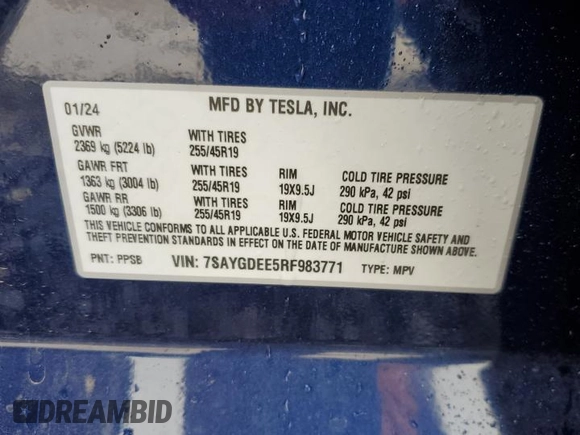 01/24 MFD BY TESLA, INC.
GVWR WITH TIRES
2369 kg (5224 lb) 255/45R19
GAWR FRT WITH TIRES RIM COLD TIRE PRESSURE
1363 kg (3004 lb) 255/45R19 19X9.5J 290 kPa, 42 psi
GAWR RR WITH TIRES RIM COLD TIRE PRESSURE
1500 kg (3306 lb) 255/45R19 19X9.5J 290 kPa, 42 psi
THIS VEHICLE CONFORMS TO ALL APPLICABLE U.S. FEDERAL MOTOR VEHICLE SAFETY AND
THEFT PREVENTION STANDARDS IN EFFECT ON THE DATE OF MANUFACTURE SHOWN ABOVE.
PNT: PPSB VIN: 7SAYGDEE5RF983771 TYPE: MPV
DREAMBID